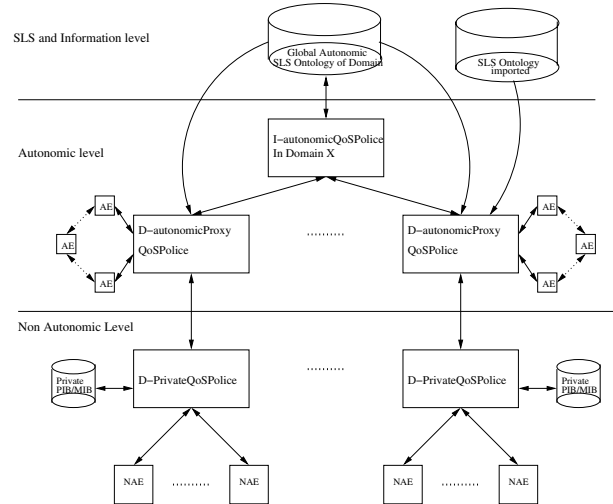 SLS and Information level
Global Autonomic
SLS Ontology of Domain
SLS Ontology
imported
Autonomic level
I-autonomicQoSPolice
In Domain X
AE
AE
AE
D-autonomicProxy
QoSPolice
..........
D-autonomicProxy
QoSPolice
AE
AE
AE
Non Autonomic Level
Private
PIB/MIB
D-PrivateQoSPolice
..........
D-PrivateQoSPolice
Private
PIB/MIB
NAE
..........
NAE
NAE
..........
NAE